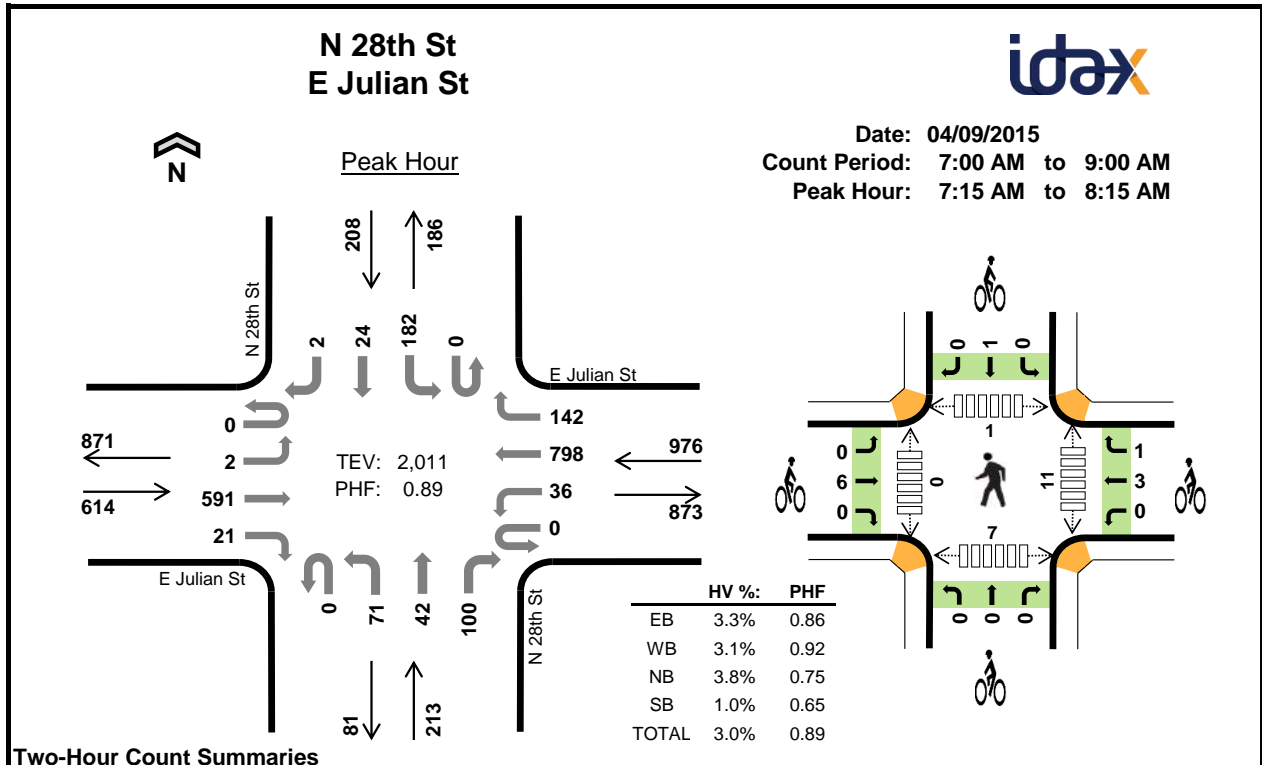 N 28th St
E Julian St
idax
N
Peak Hour
Date: 04/09/2015
Count Period: 7:00 AM to 9:00 AM
Peak Hour: 7:15 AM to 8:15 AM
208
186
N 28th St
2
24
182
0
E Julian St
0
2
591
21
871
614
TEV: 2,011
PHF: 0.89
142
798
36
0
976
873
E Julian St
0
71
42
100
N 28th St
81
213
HV %: PHF
EB 3.3% 0.86
WB 3.1% 0.92
NB 3.8% 0.75
SB 1.0% 0.65
TOTAL 3.0% 0.89
0 1 0
1
0
6
0
0
11
1
3
0
7
0 0 0
Two-Hour Count Summaries